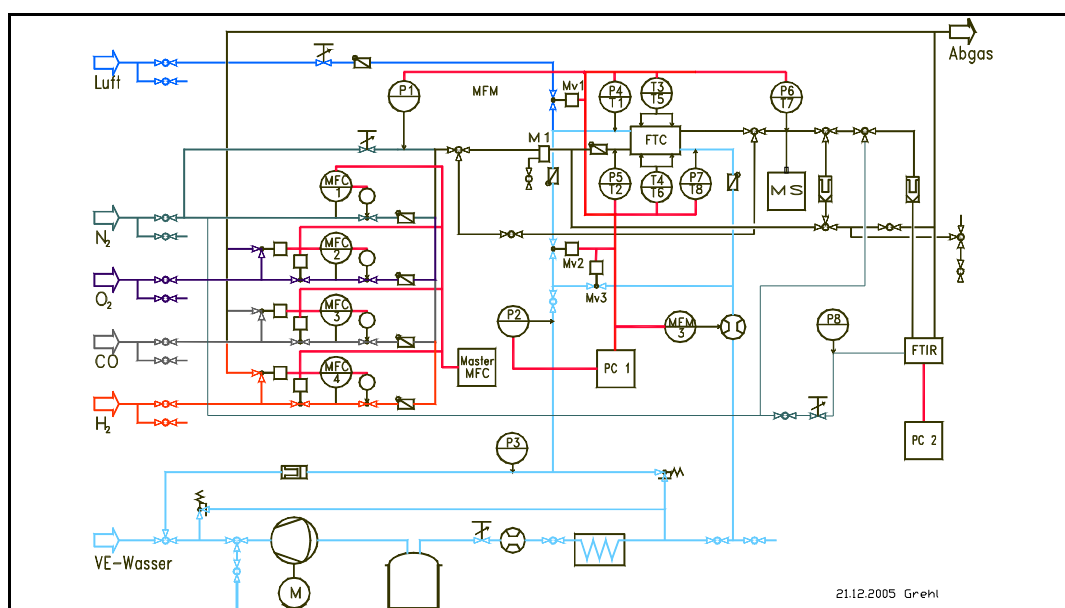 Abgas
Luft
P1
MFM
Mv1
P4
T1
T3
T5
P6
T7
M1
FTC
MFC
1
P5
T2
T4
T6
P7
T8
MS
N2
MFC
2
Mv2
O2
Mv3
MFC
3
P2
MFM
3
P8
CO
Master
MFC
PC 1
FTIR
MFC
4
H2
PC 2
P3
VE-Wasser
M
21.12.2005 Grehl